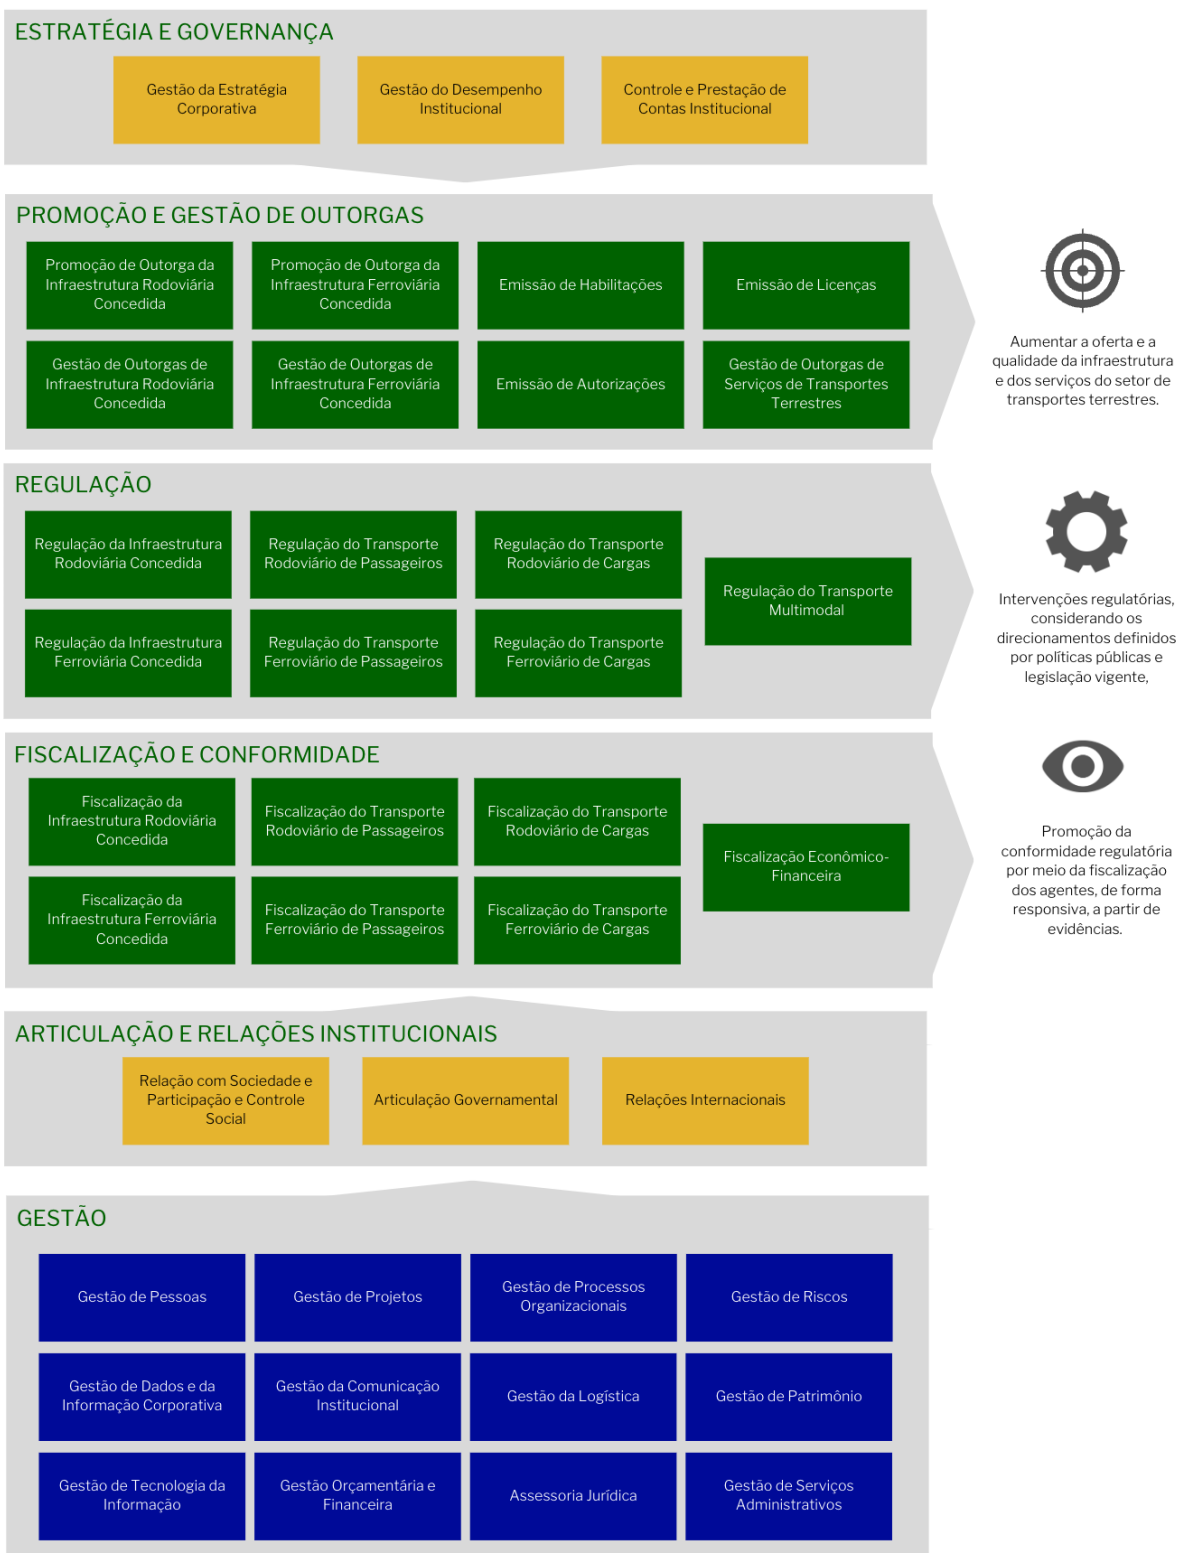 ESTRATÉGIA E GOVERNANÇA
Gestão da Estratégia
Corporativa
Gestão do Desempenho
Institucional
Controle e Prestação de
Contas Institucional
PROMOÇÃO E GESTÃO DE OUTORGAS
Promoção de Outorga da
Infraestrutura Rodoviária
Concedida
Promoção de Outorga da
Infraestrutura Ferroviária
Concedida
Emissão de Habilitações
Emissão de Licenças
Gestão de Outorgas de
Infraestrutura Rodoviária
Concedida
Gestão de Outorgas de
Infraestrutura Ferroviária
Concedida
Emissão de Autorizações
Gestão de Outorgas de
Serviços de Transportes
Terrestres
Aumentar a oferta e a
qualidade da infraestrutura
e dos serviços do setor de
transportes terrestres.
REGULAÇÃO
Regulação da Infraestrutura
Rodoviária Concedida
Regulação do Transporte
Rodoviário de Passageiros
Regulação do Transporte
Rodoviário de Cargas
Regulação do Transporte
Multimodal
Regulação da Infraestrutura
Ferroviária Concedida
Regulação do Transporte
Ferroviário de Passageiros
Regulação do Transporte
Ferroviário de Cargas
Intervenções regulatórias,
considerando os
direcionamentos definidos
por políticas públicas e
legislação vigente,
FISCALIZAÇÃO E CONFORMIDADE
Fiscalização da
Infraestrutura Rodoviária
Concedida
Fiscalização do Transporte
Rodoviário de Passageiros
Fiscalização do Transporte
Rodoviário de Cargas
Fiscalização Econômico-
Financeira
Fiscalização da
Infraestrutura Ferroviária
Concedida
Fiscalização do Transporte
Ferroviário de Passageiros
Fiscalização do Transporte
Ferroviário de Cargas
Promoção da
conformidade regulatória
por meio da fiscalização
dos agentes, de forma
responsiva, a partir de
evidências.
ARTICULAÇÃO E RELAÇÕES INSTITUCIONAIS
Relação com Sociedade e
Participação e Controle
Social
Articulação Governamental
Relações Internacionais
GESTÃO
Gestão de Pessoas
Gestão de Projetos
Gestão de Processos
Organizacionais
Gestão de Riscos
Gestão de Dados e da
Informação Corporativa
Gestão da Comunicação
Institucional
Gestão da Logística
Gestão de Patrimônio
Gestão de Tecnologia da
Informação
Gestão Orçamentária e
Financeira
Assessoria Jurídica
Gestão de Serviços
Administrativos